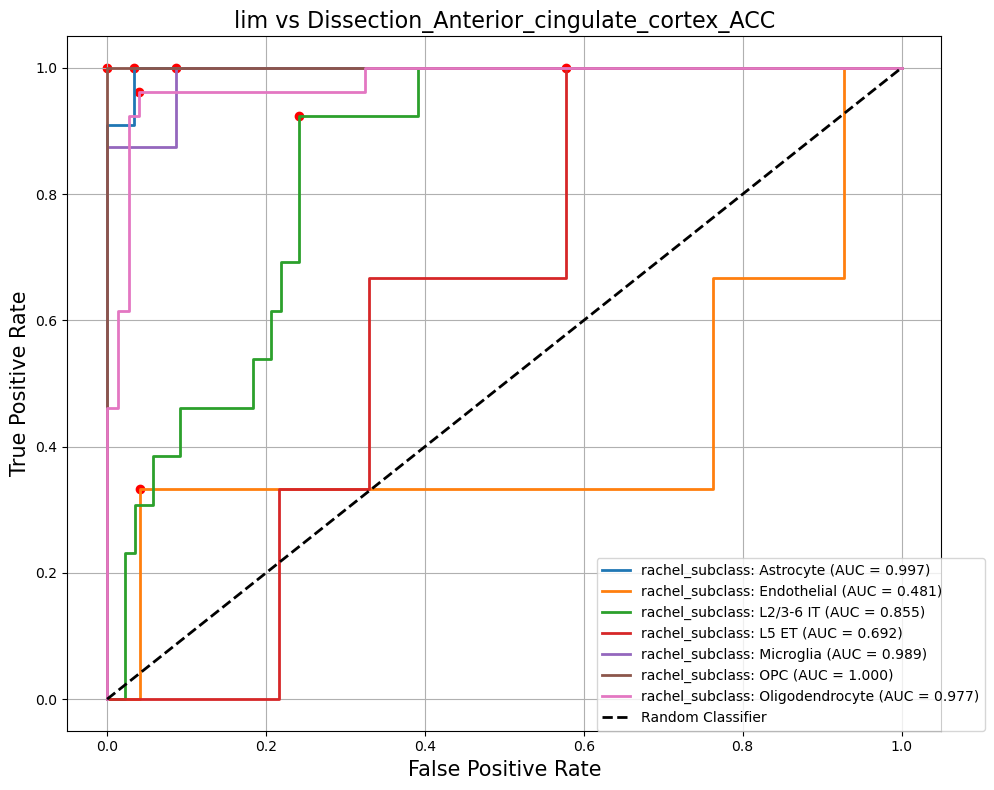 lim vs Dissection_Anterior_cingulate_cortex_ACC
True Positive Rate
1.0
0.8
0.6
0.4
0.2
0.0
0.0
0.2
0.4
0.6
0.8
1.0
False Positive Rate
rachel_subclass: Astrocyte (AUC = 0.997)
rachel_subclass: Endothelial (AUC = 0.481)
rachel_subclass: L2/3-6 IT (AUC = 0.855)
rachel_subclass: L5 ET (AUC = 0.692)
rachel_subclass: Microglia (AUC = 0.989)
rachel_subclass: OPC (AUC = 1.000)
rachel_subclass: Oligodendrocyte (AUC = 0.977)
Random Classifier